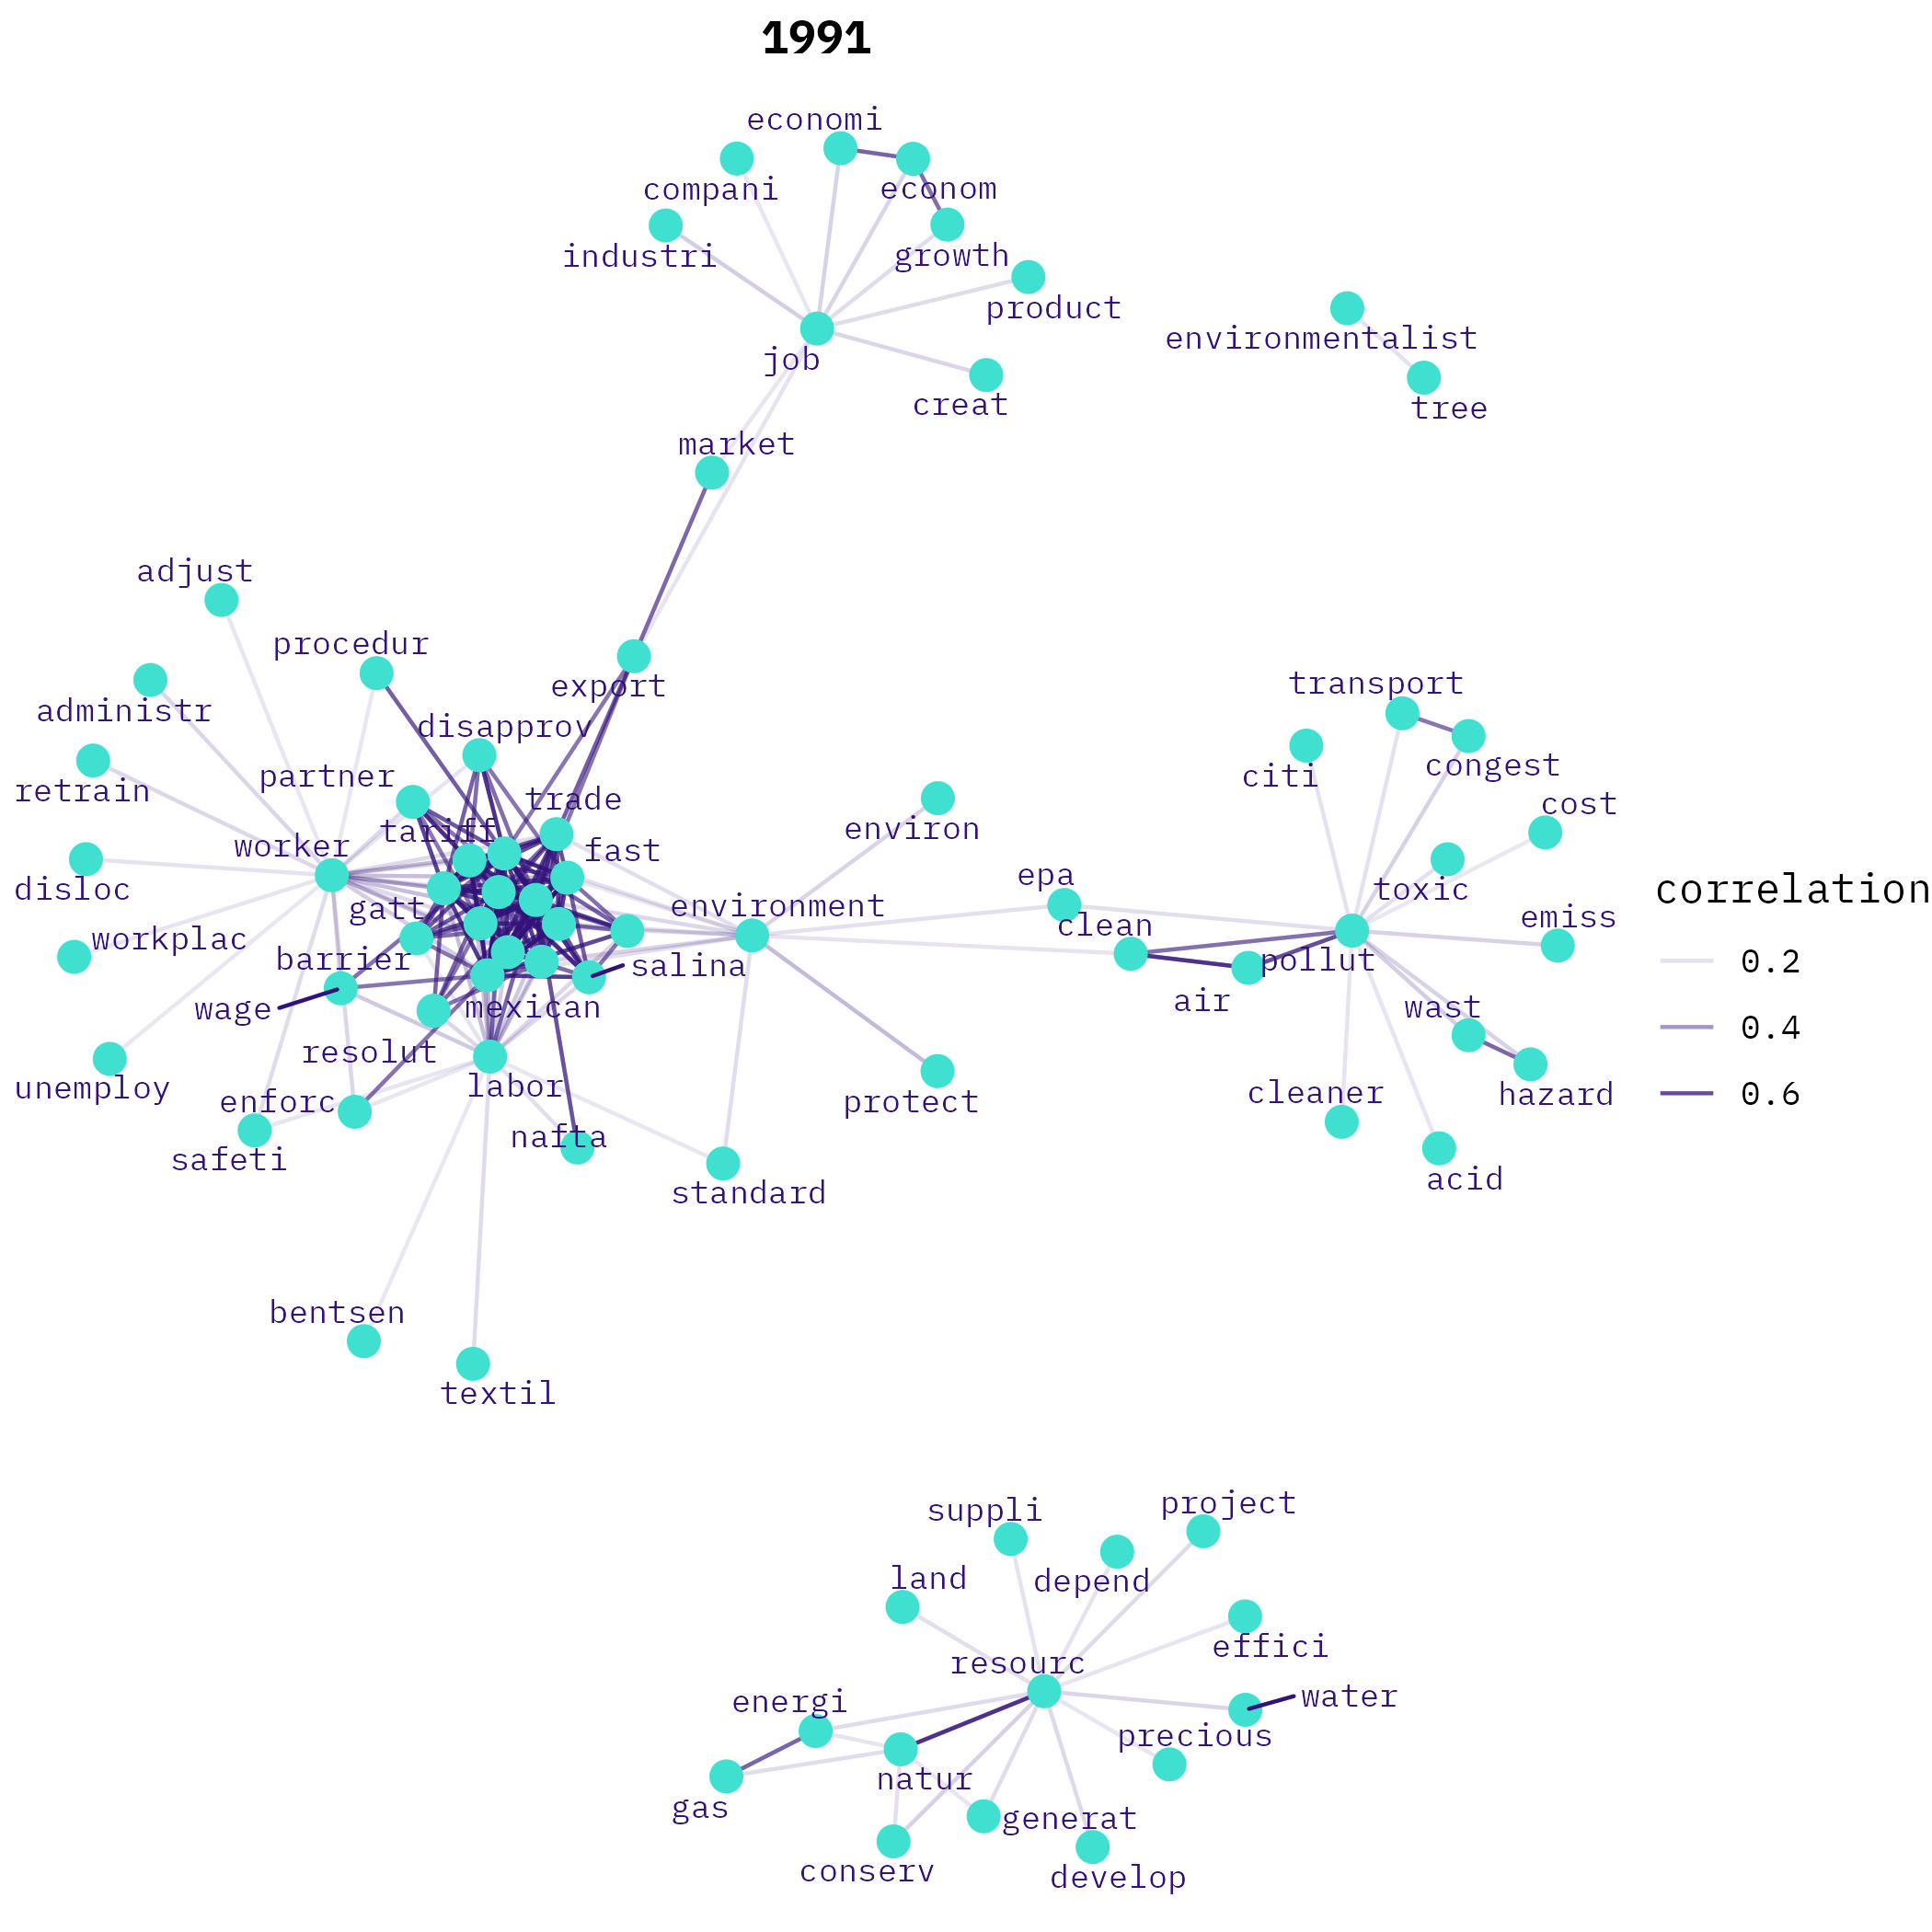 1991
economi
compani
econom
industri
growth
product
environmentalist
job
creat
tree
market
adjust
procedur
export
transport
administr
disapprov
congest
partner
citi
retrain
trade
cost
tariff
environ
worker
fast
epa
toxic
correlation
disloc
gatt
environment
clean
emiss
workplac
barrier
salina
pollut
0.2
wage
mexican
air
wast
0.4
resolut
unemploy
enforc
labor
protect
cleaner
hazard
0.6
safeti
nafta
standard
acid
bentsen
textil
suppli
project
land
depend
resourc
effici
energi
water
precious
natur
gas
generat
conserv
develop